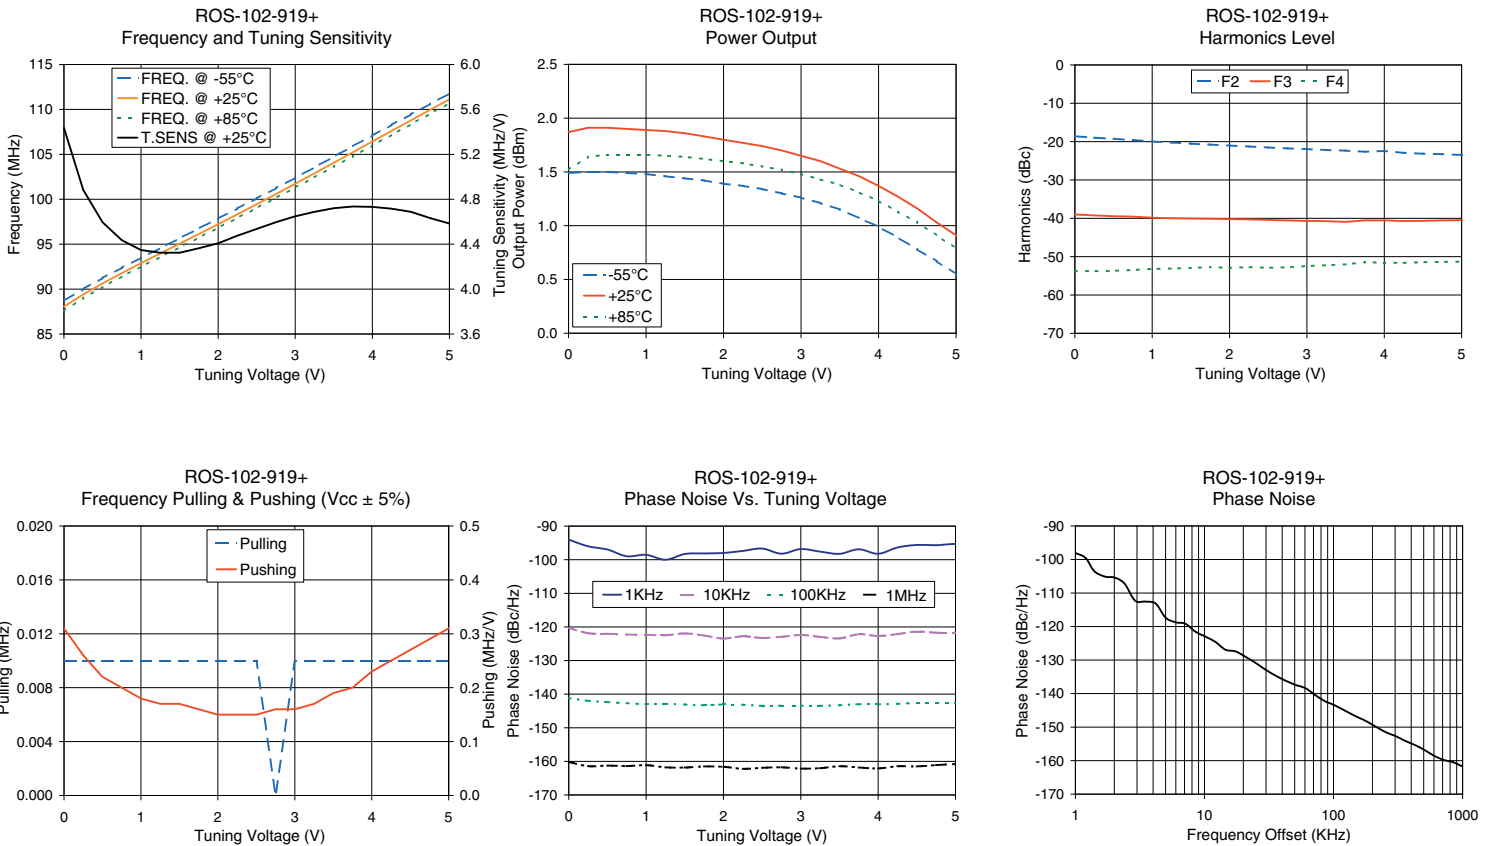 ROS-102-919+
Frequency and Tuning Sensitivity
115
110
105
100
95
90
85
6.0
5.6
5.2
4.8
4.4
4.0
3.6
FREQ. @ -55°C
FREQ. @ +25°C
FREQ. @ +85°C
T.SENS @ +25°C
Frequency (MHz)
Tuning Sensitivity (MHz/V)
0 1 2 3 4 5
Tuning Voltage (V)
ROS-102-919+
Power Output
2.5
2.0
1.5
1.0
0.5
0.0
Output Power (dBm)
-55°C
+25°C
+85°C
0 1 2 3 4 5
Tuning Voltage (V)
ROS-102-919+
Harmonics Level
0
-10
-20
-30
-40
-50
-60
-70
Harmonics (dBc)
F2 F3 F4
0 1 2 3 4 5
Tuning Voltage (V)
ROS-102-919+
Frequency Pulling & Pushing (Vcc ± 5%)
0.020
0.016
0.012
0.008
0.004
0.000
0.5
0.4
0.3
0.2
0.1
0.0
Pulling
Pushing
Pulling (MHz)
Pushing (MHz/V)
0 1 2 3 4 5
Tuning Voltage (V)
ROS-102-919+
Phase Noise Vs. Tuning Voltage
-90
-100
-110
-120
-130
-140
-150
-160
-170
Phase Noise (dBc/Hz)
1KHz 10KHz 100KHz 1MHz
0 1 2 3 4 5
Tuning Voltage (V)
ROS-102-919+
Phase Noise
-90
-100
-110
-120
-130
-140
-150
-160
-170
Phase Noise (dBc/Hz)
1 10 100 1000
Frequency Offset (KHz)